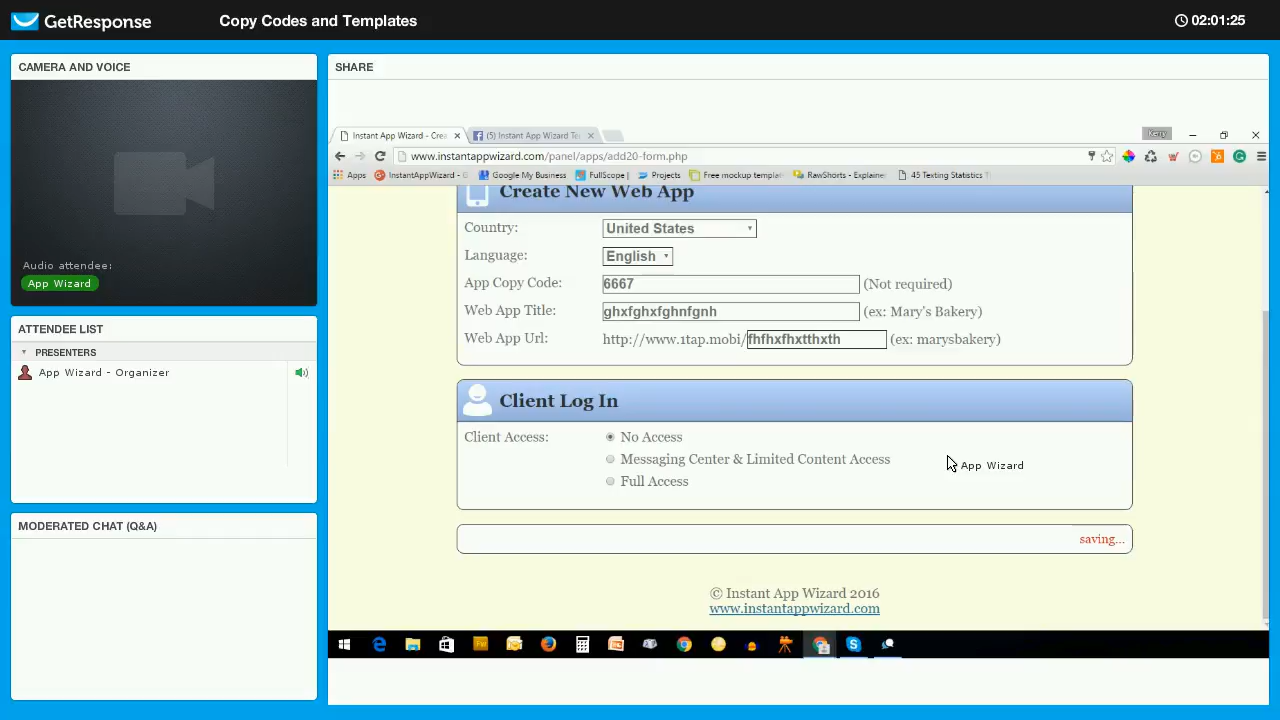 GetResponse
Copy Codes and Templates
02:01:25
CAMERA AND VOICE
Audio attendee:
App Wizard
ATTENDEE LIST
PRESENTERS
App Wizard - Organizer
MODERATED CHAT (Q&A)
SHARE
Instant App Wizard - Crea
(5) Instant App Wizard Te
Kerry
www.instantappwizard.com/panel/apps/add20-form.php
Apps
InstantAppWizard - G
Google My Business
FullScope |
Projects
Free mockup templat
RawShorts - Explaine
45 Texting Statistics T
Create New Web App
Country: United States
Language: English
App Copy Code: 6667 (Not required)
Web App Title: ghxfghxfghnfgnh (ex: Mary's Bakery)
Web App Url: http://www.1tap.mobi/fhfhxfhxtthxth (ex: marysbakery)
Client Log In
Client Access: No Access
Messaging Center & Limited Content Access
App Wizard
Full Access
saving...
© Instant App Wizard 2016
www.instantappwizard.com